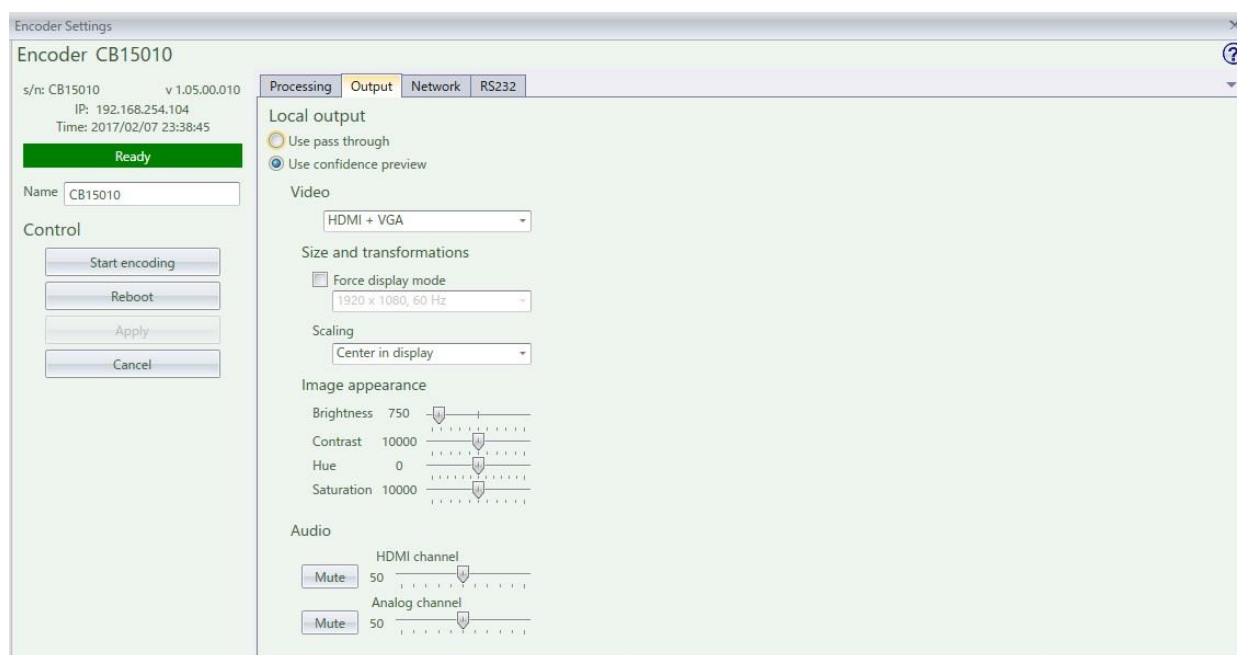 Encoder Settings
Encoder CB15010
s/n: CB15010 v 1.05.00.010
IP: 192.168.254.104
Time: 2017/02/07 23:38:45
Ready
Name CB15010
Control
Start encoding
Reboot
Apply
Cancel
Processing Output Network RS232
Local output
Use pass through
Use confidence preview
Video
HDMI + VGA
Size and transformations
Force display mode
1920 x 1080, 60 Hz
Scaling
Center in display
Image appearance
Brightness 750
Contrast 10000
Hue 0
Saturation 10000
Audio
HDMI channel
Mute 50
Analog channel
Mute 50